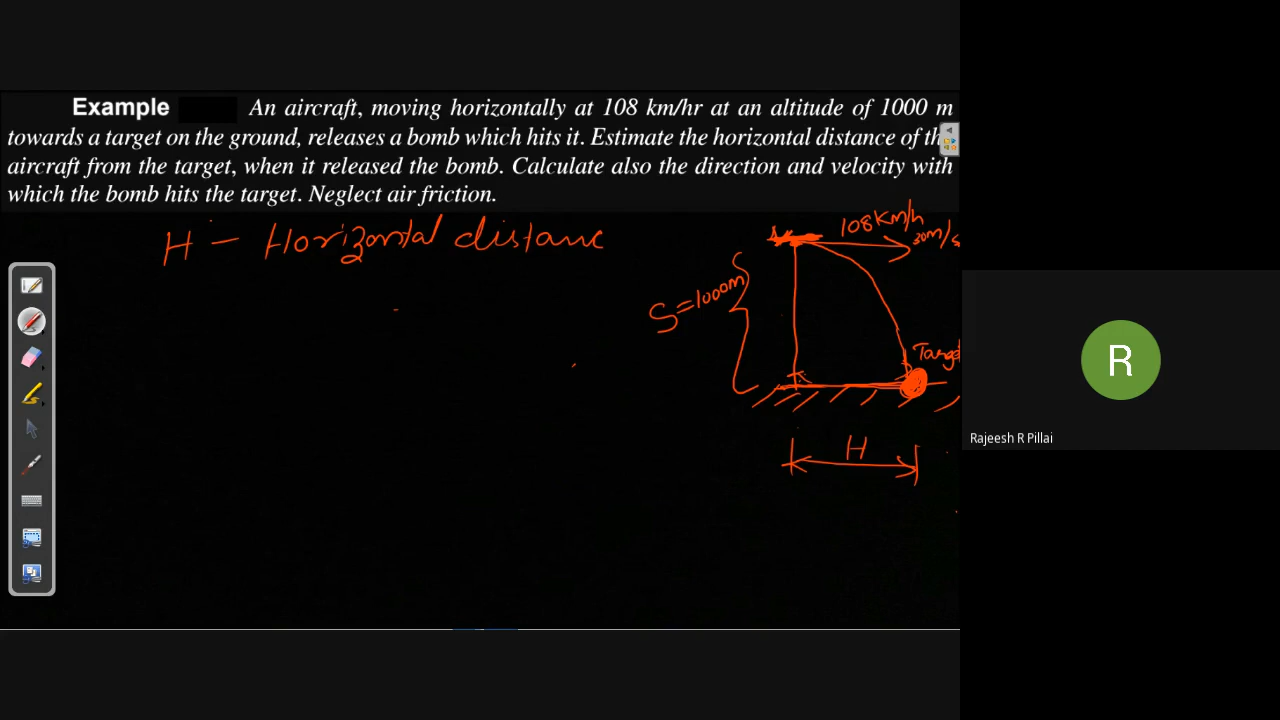 Example An aircraft, moving horizontally at 108 km/hr at an altitude of 1000 m
towards a target on the ground, releases a bomb which hits it. Estimate the horizontal distance of th
aircraft from the target, when it released the bomb. Calculate also the direction and velocity with
which the bomb hits the target. Neglect air friction.
H – Horizontal distanc
108 Km/h
30m/s
S=1000m
Targe
H
R
Rajeesh R Pillai